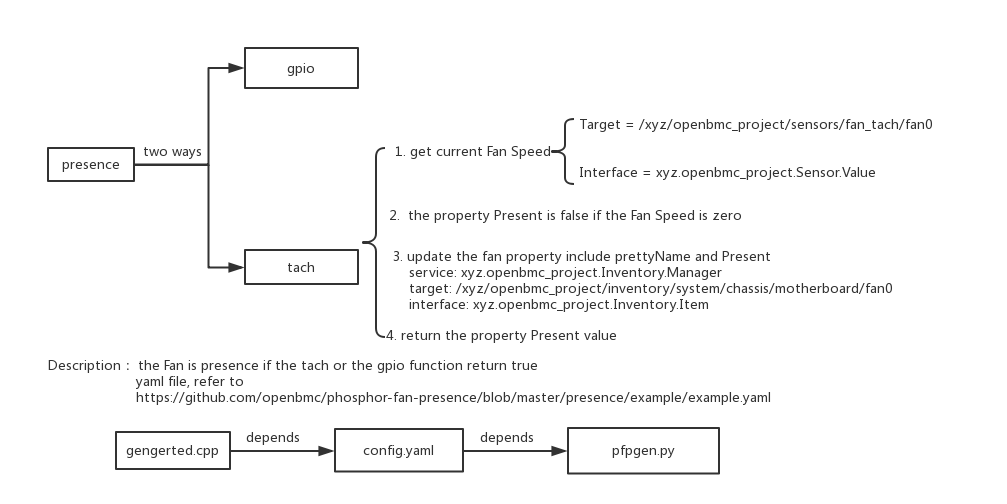 gpio
presence
two ways
tach
1. get current Fan Speed
Target = /xyz/openbmc_project/sensors/fan_tach/fan0
Interface = xyz.openbmc_project.Sensor.Value
2. the property Present is false if the Fan Speed is zero
3. update the fan property include prettyName and Present
service: xyz.openbmc_project.Inventory.Manager
target: /xyz/openbmc_project/inventory/system/chassis/motherboard/fan0
interface: xyz.openbmc_project.Inventory.Item
4. return the property Present value
Description： the Fan is presence if the tach or the gpio function return true
yaml file, refer to
https://github.com/openbmc/phosphor-fan-presence/blob/master/presence/example/example.yaml
gengerted.cpp
depends
config.yaml
depends
pfpgen.py